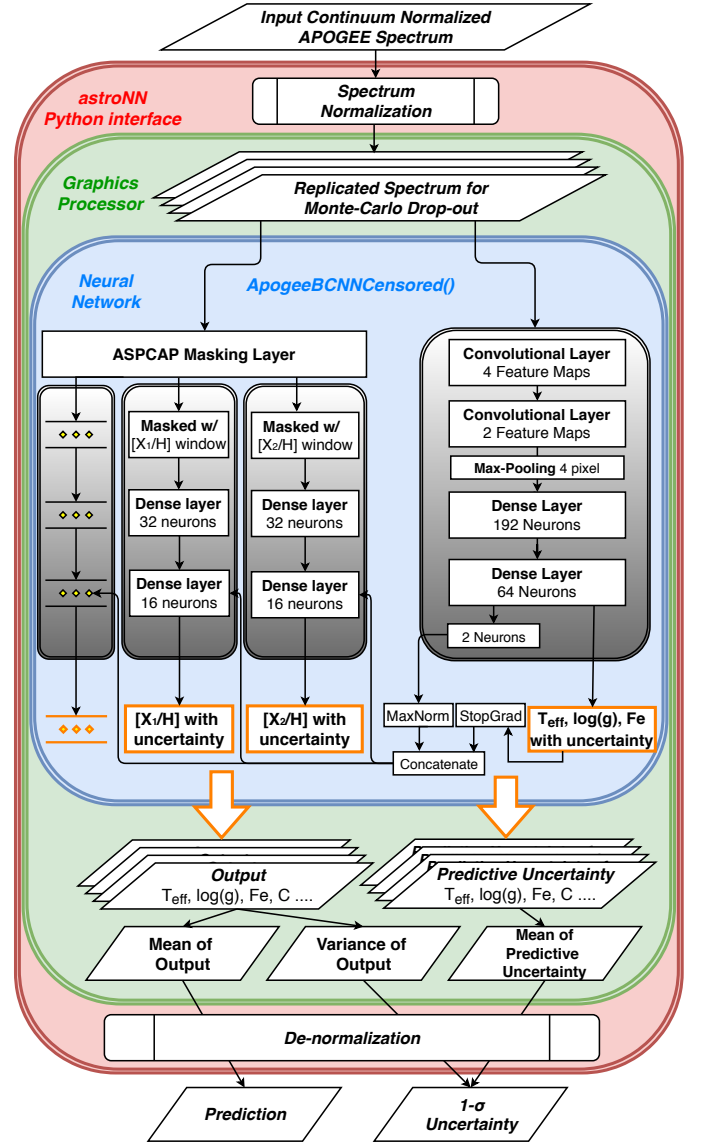 Input Continuum Normalized
APOGEE Spectrum
astroNN
Python interface
Spectrum
Normalization
Graphics
Processor
Replicated Spectrum for
Monte-Carlo Drop-out
Neural
Network
ApogeeBCNNCensored()
ASPCAP Masking Layer
Masked w/
[X₁/H] window
Dense layer
32 neurons
Dense layer
16 neurons
[X₁/H] with
uncertainty
Masked w/
[X₂/H] window
Dense layer
32 neurons
Dense layer
16 neurons
[X₂/H] with
uncertainty
Convolutional Layer
4 Feature Maps
Convolutional Layer
2 Feature Maps
Max-Pooling 4 pixel
Dense Layer
192 Neurons
Dense Layer
64 Neurons
2 Neurons
MaxNorm
StopGrad
T_eff, log(g), Fe
with uncertainty
Concatenate
Output
T_eff, log(g), Fe, C ....
Predictive Uncertainty
T_eff, log(g), Fe, C ....
Mean of
Output
Variance of
Output
Mean of
Predictive
Uncertainty
De-normalization
Prediction
1-σ
Uncertainty